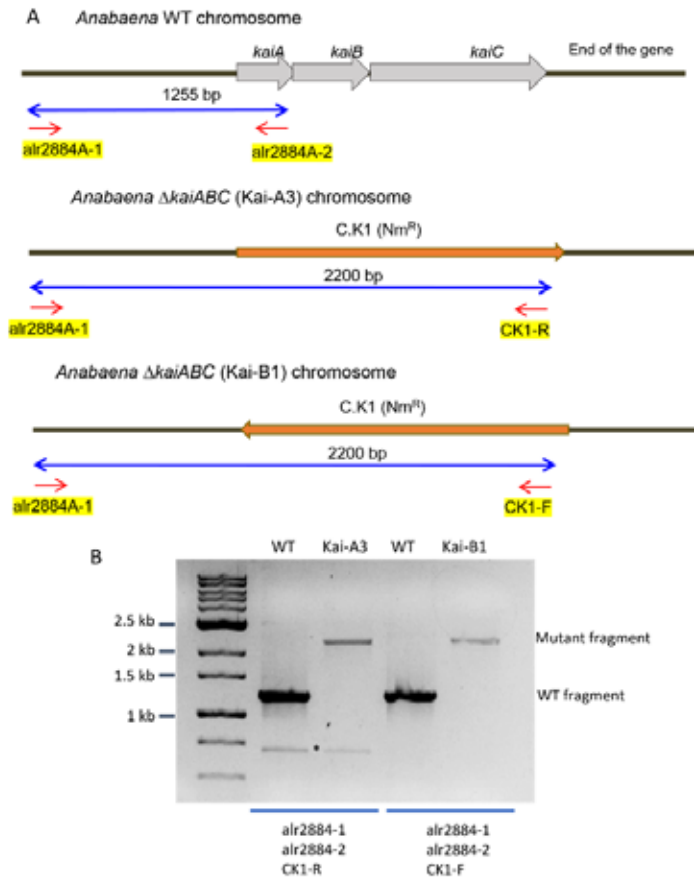 A Anabaena WT chromosome
kaiA kaiB kaiC End of the gene
1255 bp
alr2884A-1 alr2884A-2
Anabaena ΔkaiABC (Kai-A3) chromosome
C.K1 (NmR)
2200 bp
alr2884A-1 CK1-R
Anabaena ΔkaiABC (Kai-B1) chromosome
C.K1 (NmR)
2200 bp
alr2884A-1 CK1-F
B WT Kai-A3 WT Kai-B1
2.5 kb
Mutant fragment
2 kb
1.5 kb
WT fragment
1 kb
alr2884-1 alr2884-1
alr2884-2 alr2884-2
CK1-R CK1-F